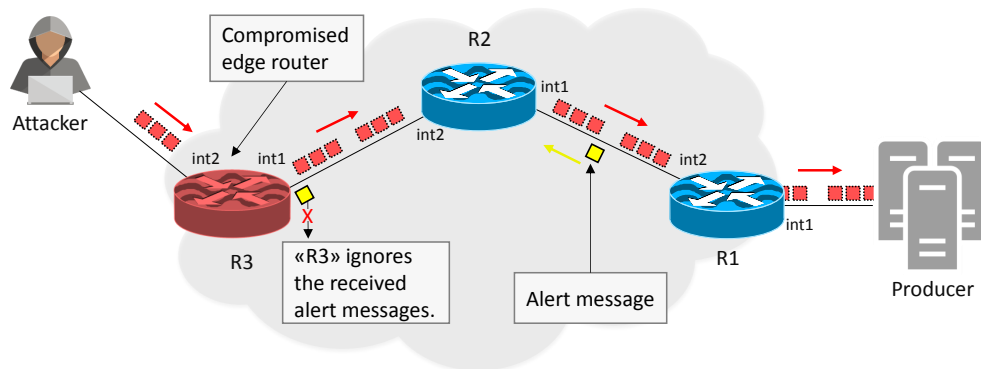 Compromised
edge router
R2
int1
int2
Attacker
int2
int1
int2
R3
«R3» ignores
the received
alert messages.
Alert message
R1
int1
Producer
X